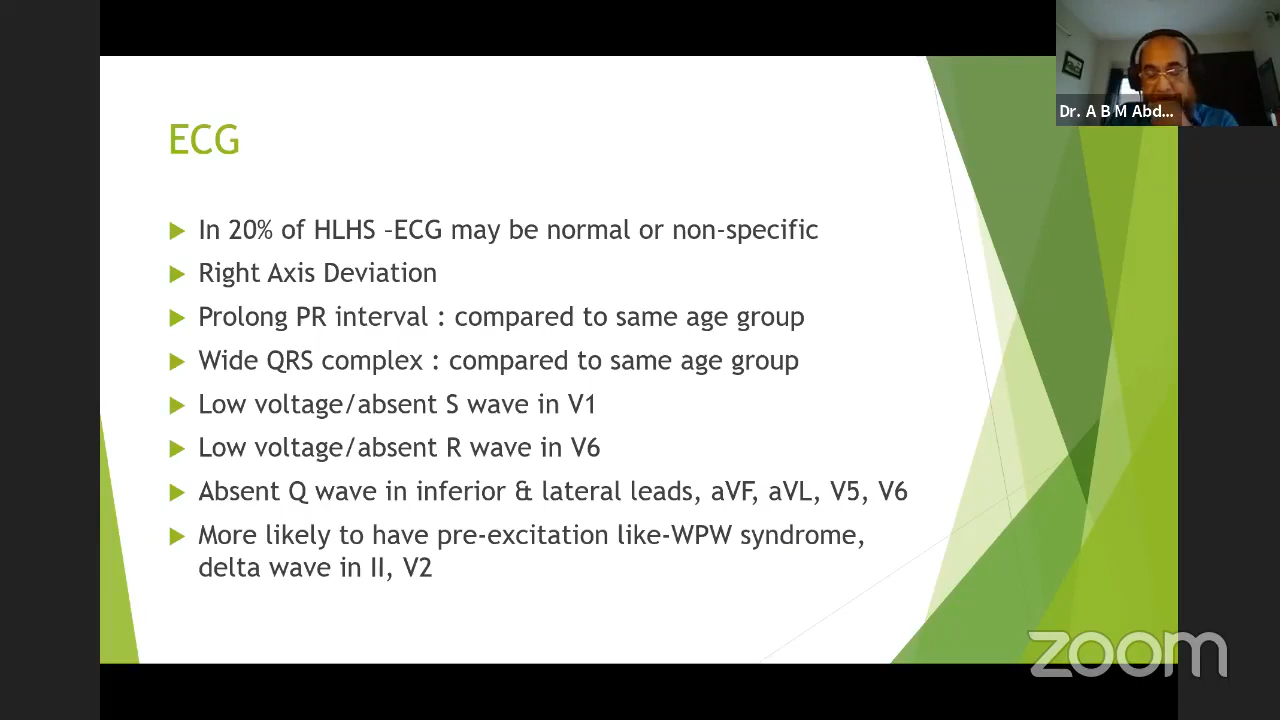 Dr. A B M Abd...
ECG
In 20% of HLHS –ECG may be normal or non-specific
Right Axis Deviation
Prolong PR interval : compared to same age group
Wide QRS complex : compared to same age group
Low voltage/absent S wave in V1
Low voltage/absent R wave in V6
Absent Q wave in inferior & lateral leads, aVF, aVL, V5, V6
More likely to have pre-excitation like-WPW syndrome,
delta wave in II, V2
zoom